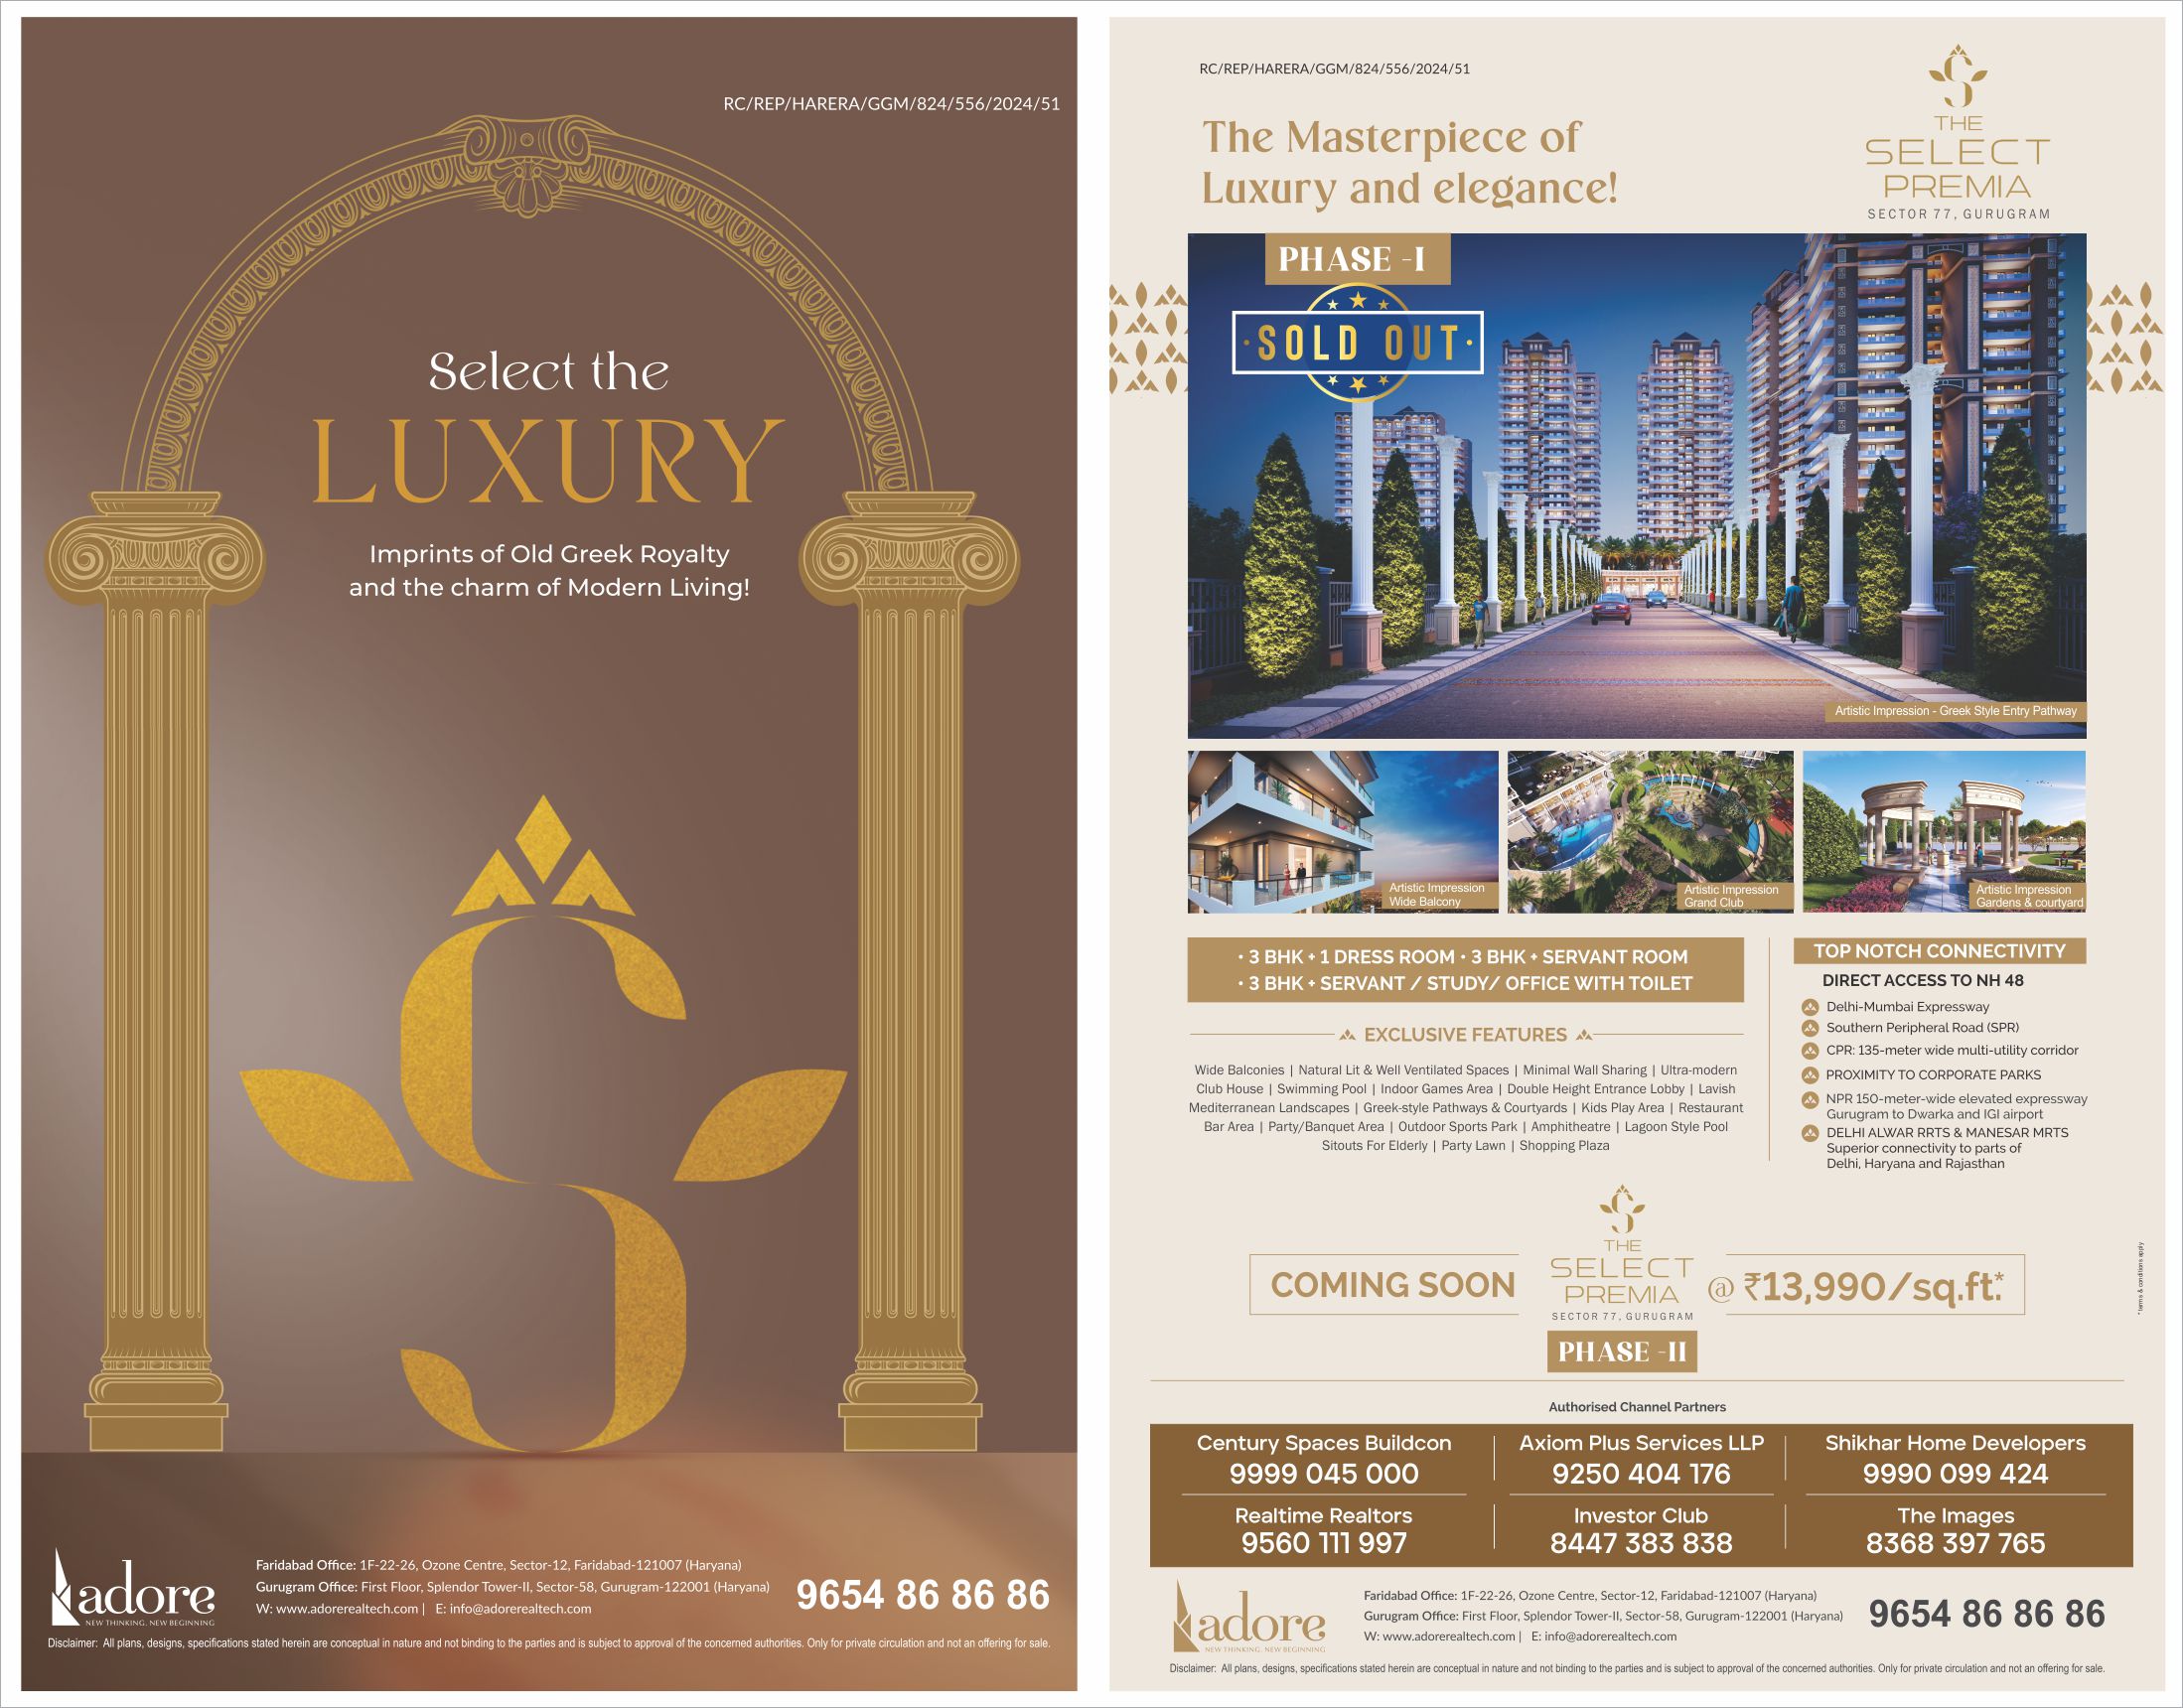 RC/REP/HARERA/GGM/824/556/2024/51
Select the
LUXURY
Imprints of Old Greek Royalty
and the charm of Modern Living!
adore
NEW THINKING. NEW BEGINNING
Faridabad Office: 1F-22-26, Ozone Centre, Sector-12, Faridabad-121007 (Haryana)
Gurugram Office: First Floor, Splendor Tower-II, Sector-58, Gurugram-122001 (Haryana)
W: www.adorerealtech.com | E: info@adorerealtech.com
9654 86 86 86
Disclaimer: All plans, designs, specifications stated herein are conceptual in nature and not binding to the parties and is subject to approval of the concerned authorities. Only for private circulation and not an offering for sale.
RC/REP/HARERA/GGM/824/556/2024/51
The Masterpiece of
Luxury and elegance!
THE
SELECT
PREMIA
SECTOR 77, GURUGRAM
PHASE -I
SOLD OUT
Artistic Impression - Greek Style Entry Pathway
Artistic Impression
Wide Balcony
Artistic Impression
Grand Club
Artistic Impression
Gardens & courtyard
• 3 BHK + 1 DRESS ROOM • 3 BHK + SERVANT ROOM
• 3 BHK + SERVANT / STUDY/ OFFICE WITH TOILET
EXCLUSIVE FEATURES
Wide Balconies | Natural Lit & Well Ventilated Spaces | Minimal Wall Sharing | Ultra-modern
Club House | Swimming Pool | Indoor Games Area | Double Height Entrance Lobby | Lavish
Mediterranean Landscapes | Greek-style Pathways & Courtyards | Kids Play Area | Restaurant
Bar Area | Party/Banquet Area | Outdoor Sports Park | Amphitheatre | Lagoon Style Pool
Sitouts For Elderly | Party Lawn | Shopping Plaza
TOP NOTCH CONNECTIVITY
DIRECT ACCESS TO NH 48
Delhi-Mumbai Expressway
Southern Peripheral Road (SPR)
CPR: 135-meter wide multi-utility corridor
PROXIMITY TO CORPORATE PARKS
NPR 150-meter-wide elevated expressway
Gurugram to Dwarka and IGI airport
DELHI ALWAR RRTS & MANESAR MRTS
Superior connectivity to parts of
Delhi, Haryana and Rajasthan
COMING SOON
THE
SELECT
PREMIA
SECTOR 77, GURUGRAM
PHASE -II
@ ₹13,990/sq.ft.*
*terms & conditions apply
Authorised Channel Partners
Century Spaces Buildcon
9999 045 000
Axiom Plus Services LLP
9250 404 176
Shikhar Home Developers
9990 099 424
Realtime Realtors
9560 111 997
Investor Club
8447 383 838
The Images
8368 397 765
adore
NEW THINKING. NEW BEGINNING
Faridabad Office: 1F-22-26, Ozone Centre, Sector-12, Faridabad-121007 (Haryana)
Gurugram Office: First Floor, Splendor Tower-II, Sector-58, Gurugram-122001 (Haryana)
W: www.adorerealtech.com | E: info@adorerealtech.com
9654 86 86 86
Disclaimer: All plans, designs, specifications stated herein are conceptual in nature and not binding to the parties and is subject to approval of the concerned authorities. Only for private circulation and not an offering for sale.